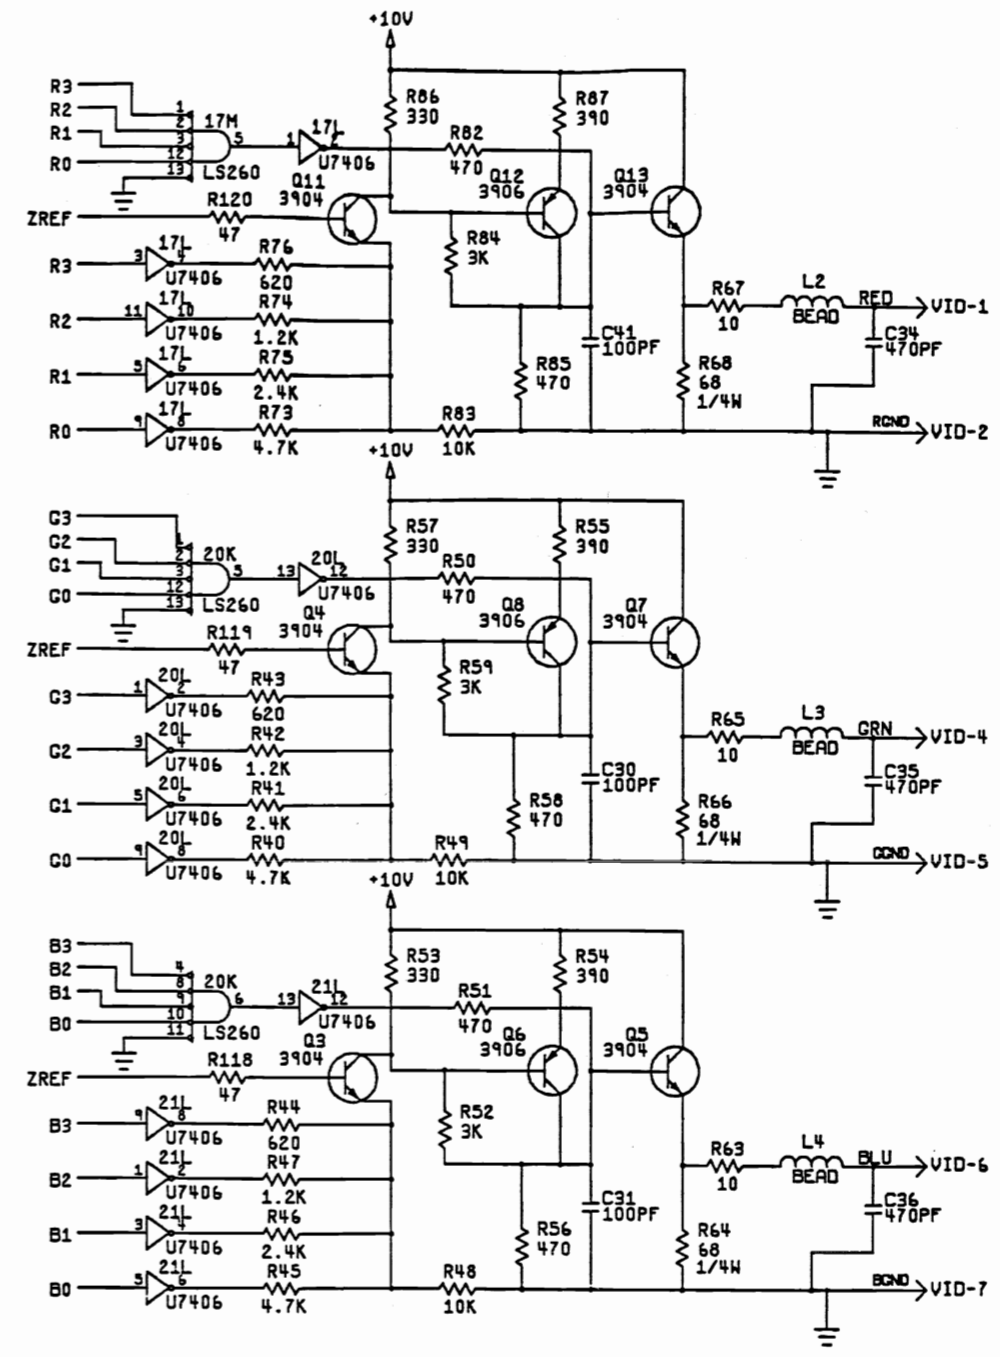 +10V
R3
R2
R1
R0
1
2
3
12
13
17M
5
LS260
1
17L
2
U7406
R86
330
R82
470
R87
390
Q11
3904
Q12
3906
Q13
3904
ZREF
R120
47
R84
3K
R3
3
17L
4
U7406
R76
620
R2
11
17L
10
U7406
R74
1.2K
R1
5
17L
6
U7406
R75
2.4K
R0
9
17L
8
U7406
R73
4.7K
R83
10K
R85
470
C41
100PF
R67
10
L2
BEAD
RED
VID-1
R68
68
1/4W
C34
470PF
RGND
VID-2
+10V
G3
G2
G1
G0
1
2
3
12
13
20K
5
LS260
13
20L
12
U7406
R57
330
R50
470
R55
390
Q4
3904
Q8
3906
Q7
3904
ZREF
R119
47
R59
3K
G3
1
20L
2
U7406
R43
620
G2
3
20L
4
U7406
R42
1.2K
G1
5
20L
6
U7406
R41
2.4K
G0
9
20L
8
U7406
R40
4.7K
R49
10K
R58
470
C30
100PF
R65
10
L3
BEAD
GRN
VID-4
R66
68
1/4W
C35
470PF
GGND
VID-5
+10V
B3
B2
B1
B0
4
8
9
10
11
20K
6
LS260
13
21L
12
U7406
R53
330
R51
470
R54
390
Q3
3904
Q6
3906
Q5
3904
ZREF
R118
47
R52
3K
B3
9
21L
8
U7406
R44
620
B2
1
21L
2
U7406
R47
1.2K
B1
3
21L
4
U7406
R46
2.4K
B0
5
21L
6
U7406
R45
4.7K
R48
10K
R56
470
C31
100PF
R63
10
L4
BEAD
BLU
VID-6
R64
68
1/4W
C36
470PF
BGND
VID-7